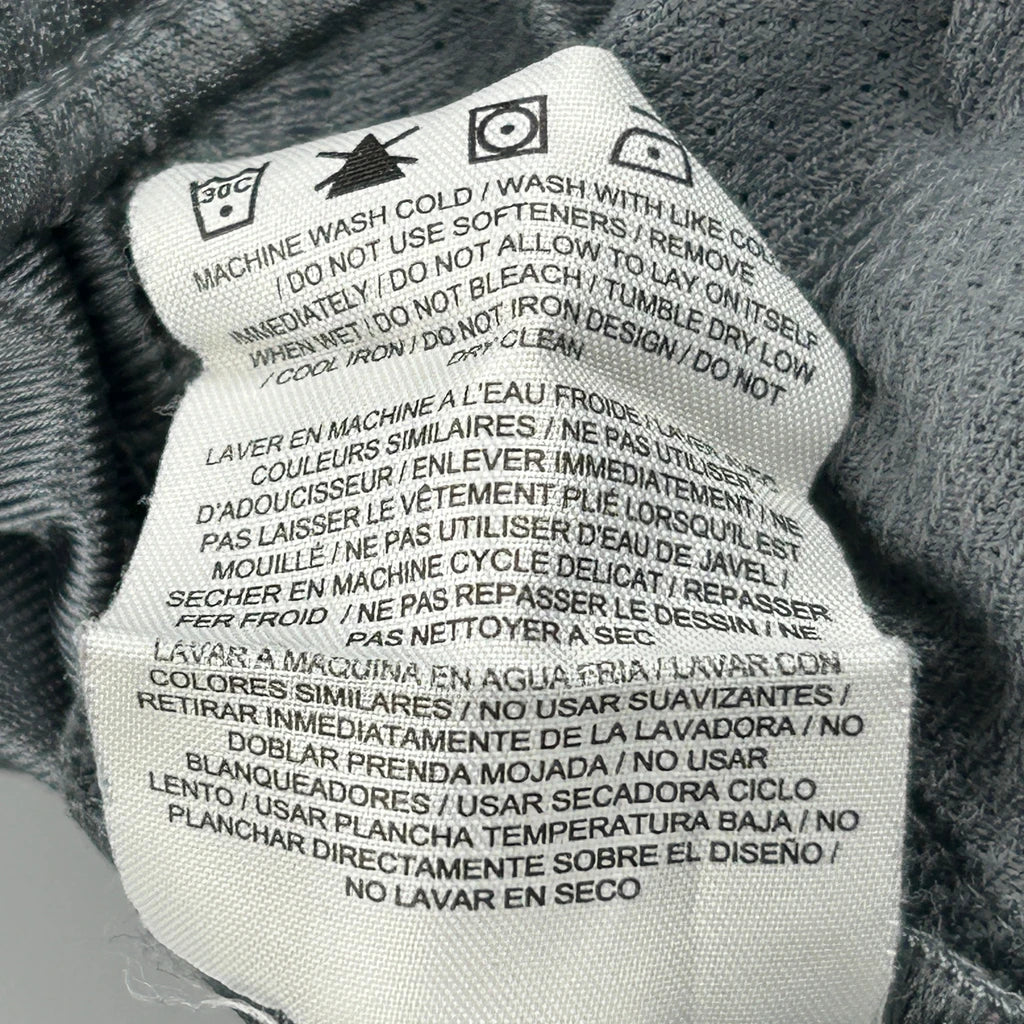 30C
MACHINE WASH COLD / WASH WITH LIKE
/ DO NOT USE SOFTENERS / REMOVE
IMMEDIATELY / DO NOT ALLOW TO LAY ON ITSELF
WHEN WET / DO NOT BLEACH / TUMBLE DRY LOW
/ COOL IRON / DO NOT IRON DESIGN / DO NOT
DRY CLEAN
LAVER EN MACHINE A L'EAU FROIDE /
COULEURS SIMILAIRES / NE PAS UTILISER
D'ADOUCISSEUR / ENLEVER IMMEDIATEMENT / NE
PAS LAISSER LE VÊTEMENT PLIÉ LORSQU'IL EST
MOUILLÉ / NE PAS UTILISER D'EAU DE JAVEL /
SECHER EN MACHINE CYCLE DELICAT / REPASSER
FER FROID / NE PAS REPASSER LE DESSIN / NE
PAS NETTOYER A SEC
LAVAR A MAQUINA EN AGUA FRIA / LAVAR CON
COLORES SIMILARES / NO USAR SUAVIZANTES /
RETIRAR INMEDIATAMENTE DE LA LAVADORA / NO
DOBLAR PRENDA MOJADA / NO USAR
BLANQUEADORES / USAR SECADORA CICLO
LENTO / USAR PLANCHA TEMPERATURA BAJA / NO
PLANCHAR DIRECTAMENTE SOBRE EL DISEÑO /
NO LAVAR EN SECO